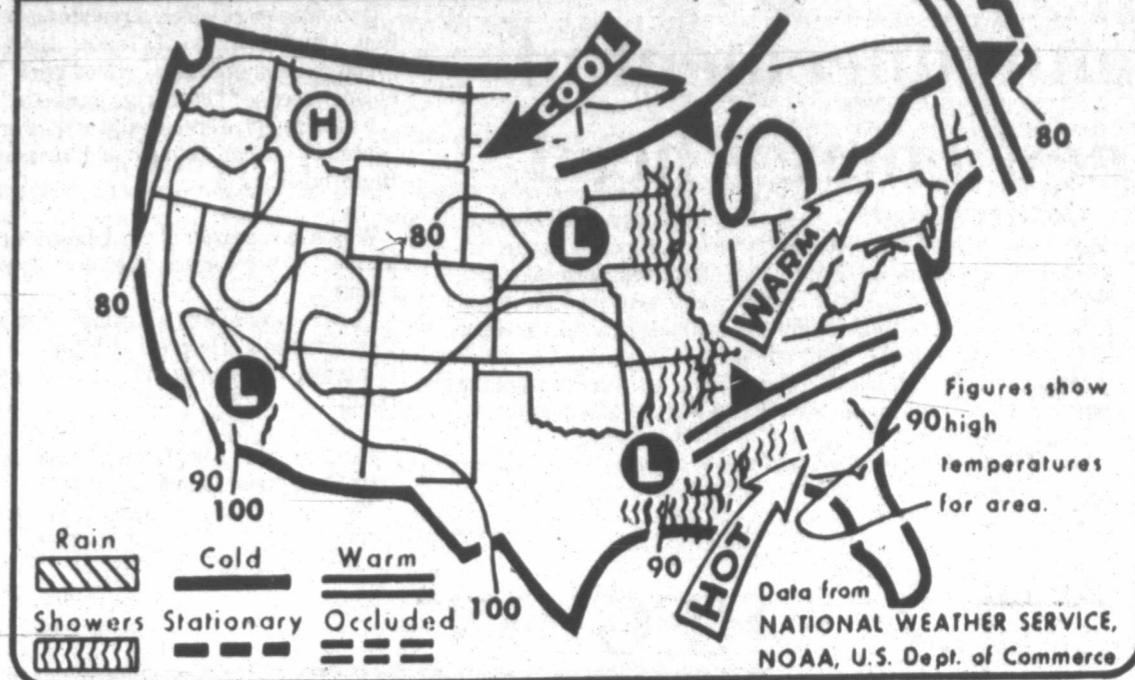 COOL
H
80
80
L
WARM
80
L
Figures show
90 high
temperatures
for area.
L
90
100
90
HOT
100
Rain
Cold
Warm
Showers
Stationary
Occluded
Data from
NATIONAL WEATHER SERVICE,
NOAA, U.S. Dept. of Commerce